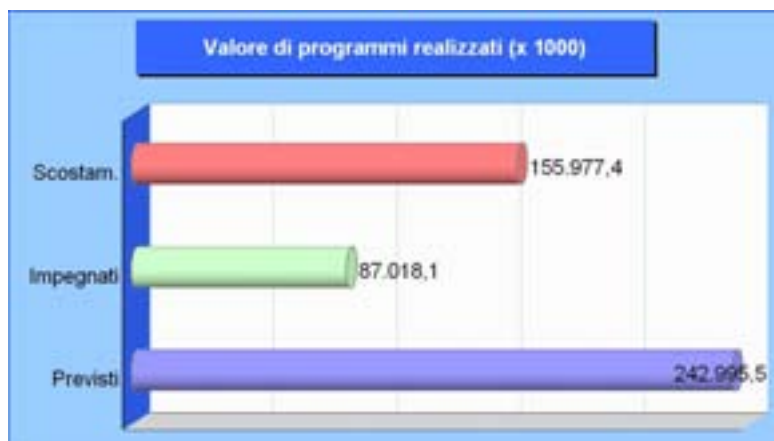 Valore di programmi realizzati (x 1000)
Scostam.
155.977,4
Impegnati
87.018,1
Previsti
242.995,5